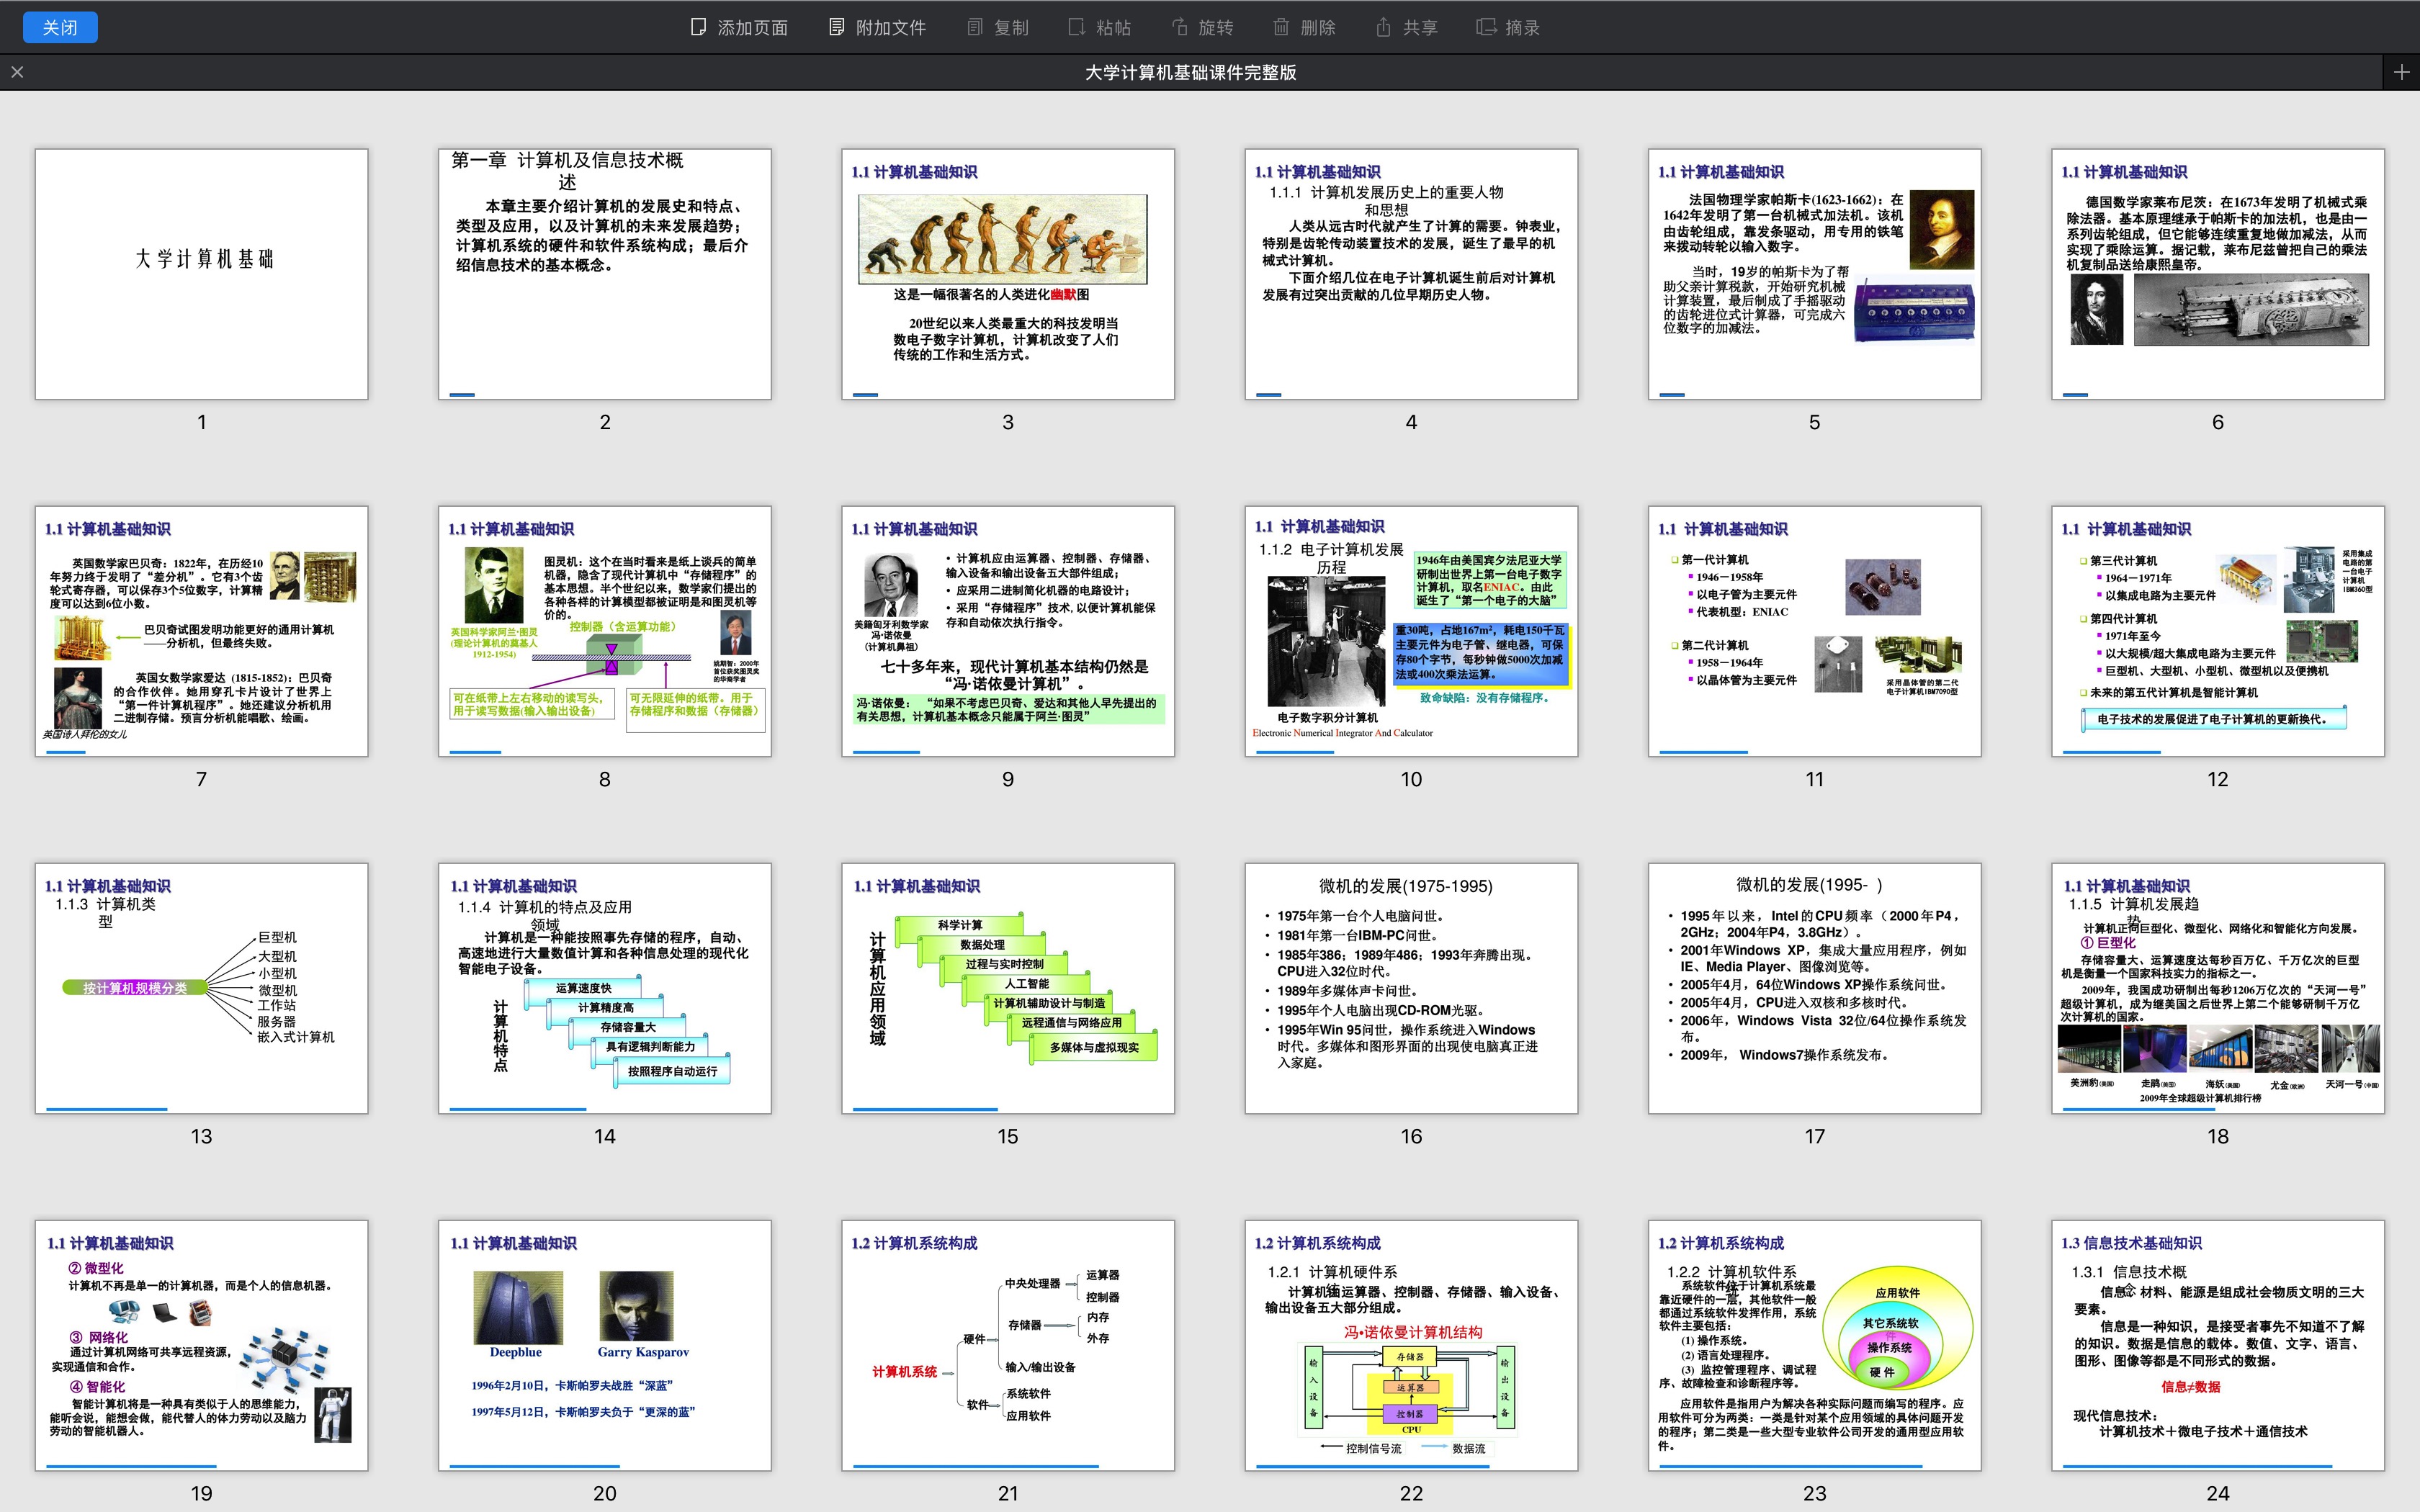 关闭
添加页面
附加文件
复制
粘帖
旋转
删除
共享
摘录
大学计算机基础课件完整版
大学计算机基础
1
第一章 计算机及信息技术概
述
本章主要介绍计算机的发展史和特点、
类型及应用，以及计算机的未来发展趋势；
计算机系统的硬件和软件系统构成；最后介
绍信息技术的基本概念。
2
1.1 计算机基础知识
这是一幅很著名的人类进化幽默图
20世纪以来人类最重大的科技发明当
数电子数字计算机，计算机改变了人们
传统的工作和生活方式。
3
1.1 计算机基础知识
1.1.1 计算机发展历史上的重要人物
和思想
人类从远古时代就产生了计算的需要。钟表业，
特别是齿轮传动装置技术的发展，诞生了最早的机
械式计算机。
下面介绍几位在电子计算机诞生前后对计算机
发展有过突出贡献的几位早期历史人物。
4
1.1 计算机基础知识
法国物理学家帕斯卡(1623-1662)：在
1642年发明了第一台机械式加法机。该机
由齿轮组成，靠发条驱动，用专用的铁笔
来拨动转轮以输入数字。
当时，19岁的帕斯卡为了帮
助父亲计算税款，开始研究机械
计算装置，最后制成了手摇驱动
的齿轮进位式计算器，可完成六
位数字的加减法。
5
1.1 计算机基础知识
德国数学家莱布尼茨：在1673年发明了机械式乘
除法器。基本原理继承于帕斯卡的加法机，也是由一
系列齿轮组成，但它能够连续重复地做加减法，从而
实现了乘除运算。据记载，莱布尼兹曾把自己的乘法
机复制品送给康熙皇帝。
6
1.1 计算机基础知识
英国数学家巴贝奇：1822年，在历经10
年努力终于发明了“差分机”。它有3个齿
轮式寄存器，可以保存3个5位数字，计算精
度可以达到6位小数。
巴贝奇试图发明功能更好的通用计算机
——分析机，但最终失败。
英国女数学家爱达 (1815-1852)：巴贝奇
的合作伙伴。她用穿孔卡片设计了世界上
“第一件计算机程序”。她还建议分析机用
二进制存储。预言分析机能唱歌、绘画。
英国诗人拜伦的女儿
7
1.1 计算机基础知识
图灵机：这个在当时看来是纸上谈兵的简单
机器，隐含了现代计算机中“存储程序”的
基本思想。半个世纪以来，数学家们提出的
各种各样的计算模型都被证明是和图灵机等
价的。
英国科学家阿兰·图灵
(理论计算机的奠基人
1912-1954)
控制器（含运算功能）
姚期智：2000年
首位获奖图灵奖
的华裔学者
可在纸带上左右移动的读写头，
用于读写数据(输入输出设备)
可无限延伸的纸带。用于
存储程序和数据（存储器）
8
1.1 计算机基础知识
• 计算机应由运算器、控制器、存储器、
输入设备和输出设备五大部件组成；
• 应采用二进制简化机器的电路设计；
• 采用“存储程序”技术, 以便计算机能保
存和自动依次执行指令。
美籍匈牙利数学家
冯·诺依曼
（计算机鼻祖）
七十多年来，现代计算机基本结构仍然是
“冯·诺依曼计算机”。
冯·诺依曼： “如果不考虑巴贝奇、爱达和其他人早先提出的
有关思想，计算机基本概念只能属于阿兰·图灵”
9
1.1 计算机基础知识
1.1.2 电子计算机发展
历程
1946年由美国宾夕法尼亚大学
研制出世界上第一台电子数字
计算机，取名ENIAC。由此
诞生了“第一个电子的大脑”
重30吨，占地167m²，耗电150千瓦
主要元件为电子管、继电器，可保
存80个字节，每秒钟做5000次加减
法或400次乘法运算。
致命缺陷：没有存储程序。
电子数字积分计算机
Electronic Numerical Integrator And Calculator
10
1.1 计算机基础知识
第一代计算机
1946－1958年
以电子管为主要元件
代表机型：ENIAC
第二代计算机
1958－1964年
以晶体管为主要元件
采用晶体管的第二代
电子计算机IBM7090型
11
1.1 计算机基础知识
第三代计算机
1964－1971年
以集成电路为主要元件
采用集成
电路的第
一台电子
计算机
IBM360型
第四代计算机
1971年至今
以大规模/超大集成电路为主要元件
巨型机、大型机、小型机、微型机以及便携机
未来的第五代计算机是智能计算机
电子技术的发展促进了电子计算机的更新换代。
12
1.1 计算机基础知识
1.1.3 计算机类
型
按计算机规模分类
巨型机
大型机
小型机
微型机
工作站
服务器
嵌入式计算机
13
1.1 计算机基础知识
1.1.4 计算机的特点及应用
领域
计算机是一种能按照事先存储的程序，自动、
高速地进行大量数值计算和各种信息处理的现代化
智能电子设备。
计算机特点
运算速度快
计算精度高
存储容量大
具有逻辑判断能力
按照程序自动运行
14
1.1 计算机基础知识
计算机应用领域
科学计算
数据处理
过程与实时控制
人工智能
计算机辅助设计与制造
远程通信与网络应用
多媒体与虚拟现实
15
微机的发展(1975-1995)
• 1975年第一台个人电脑问世。
• 1981年第一台IBM-PC问世。
• 1985年386；1989年486；1993年奔腾出现。
CPU进入32位时代。
• 1989年多媒体声卡问世。
• 1995年个人电脑出现CD-ROM光驱。
• 1995年Win 95问世，操作系统进入Windows
时代。多媒体和图形界面的出现使电脑真正进
入家庭。
16
微机的发展(1995- )
• 1995年以来，Intel的CPU频率（2000年P4，
2GHz；2004年P4，3.8GHz）。
• 2001年Windows XP，集成大量应用程序，例如
IE、Media Player、图像浏览等。
• 2005年4月，64位Windows XP操作系统问世。
• 2005年4月，CPU进入双核和多核时代。
• 2006年，Windows Vista 32位/64位操作系统发
布。
• 2009年， Windows7操作系统发布。
17
1.1 计算机基础知识
1.1.5 计算机发展趋
势
计算机正向巨型化、微型化、网络化和智能化方向发展。
① 巨型化
存储容量大、运算速度达每秒百万亿、千万亿次的巨型
机是衡量一个国家科技实力的指标之一。
2009年，我国成功研制出每秒1206万亿次的“天河一号”
超级计算机，成为继美国之后世界上第二个能够研制千万亿
次计算机的国家。
美洲豹(美国)
走鹃(美国)
海妖(美国)
尤金(欧洲)
天河一号(中国)
2009年全球超级计算机排行榜
18
1.1 计算机基础知识
② 微型化
计算机不再是单一的计算机器，而是个人的信息机器。
③ 网络化
通过计算机网络可共享远程资源，
实现通信和合作。
④ 智能化
智能计算机将是一种具有类似于人的思维能力，
能听会说，能想会做，能代替人的体力劳动以及脑力
劳动的智能机器人。
19
1.1 计算机基础知识
Deepblue
Garry Kasparov
1996年2月10日，卡斯帕罗夫战胜“深蓝”
1997年5月12日，卡斯帕罗夫负于“更深的蓝”
20
1.2 计算机系统构成
计算机系统
硬件
中央处理器
运算器
控制器
存储器
内存
外存
输入/输出设备
软件
系统软件
应用软件
21
1.2 计算机系统构成
1.2.1 计算机硬件系
统
计算机由运算器、控制器、存储器、输入设备、
输出设备五大部分组成。
冯•诺依曼计算机结构
输入设备
存储器
运算器
控制器
CPU
输出设备
控制信号流
数据流
22
1.2 计算机系统构成
1.2.2 计算机软件系
统
系统软件位于计算机系统最
靠近硬件的一层，其他软件一般
都通过系统软件发挥作用，系统
软件主要包括：
(1) 操作系统。
(2) 语言处理程序。
(3) 监控管理程序、调试程
序、故障检查和诊断程序等。
应用软件
其它系统软
件
操作系统
硬 件
应用软件是指用户为解决各种实际问题而编写的程序。应
用软件可分为两类：一类是针对某个应用领域的具体问题开发
的程序；第二类是一些大型专业软件公司开发的通用型应用软
件。
23
1.3 信息技术基础知识
1.3.1 信息技术概
念
信息、材料、能源是组成社会物质文明的三大
要素。
信息是一种知识，是接受者事先不知道不了解
的知识。数据是信息的载体。数值、文字、语言、
图形、图像等都是不同形式的数据。
信息≠数据
现代信息技术：
计算机技术＋微电子技术＋通信技术
24